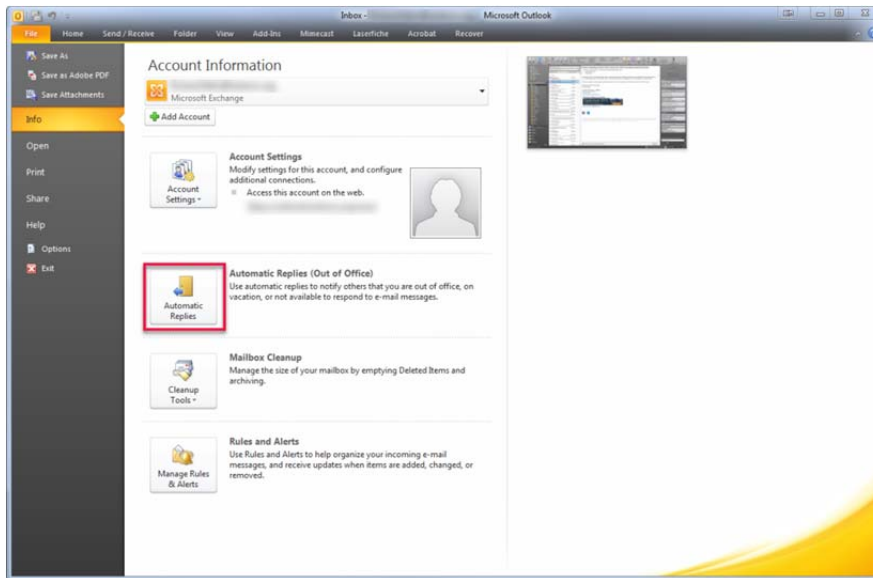 Inbox - Microsoft Outlook
File Home Send / Receive Folder View Add-Ins Mimecast Laserfiche Acrobat Recover
Save As
Save as Adobe PDF
Save Attachments
Info
Open
Print
Share
Help
Options
Exit
Account Information
Microsoft Exchange
Add Account
Account
Settings
Account Settings
Modify settings for this account, and configure
additional connections.
Access this account on the web.
Automatic
Replies
Automatic Replies (Out of Office)
Use automatic replies to notify others that you are out of office, on
vacation, or not available to respond to e-mail messages.
Cleanup
Tools
Mailbox Cleanup
Manage the size of your mailbox by emptying Deleted Items and
archiving.
Manage Rules
& Alerts
Rules and Alerts
Use Rules and Alerts to help organize your incoming e-mail
messages, and receive updates when items are added, changed, or
removed.